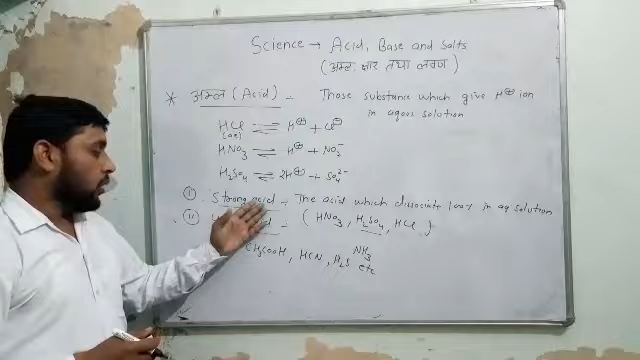 Science → Acid, Base and Salts
(अम्ल क्षार तथा लवण)
* अम्ल (Acid) - Those substance which give H⊕ ion
in aqous solution
HCl ⇌ H⊕ + Cl⊖
(aq)
HNO₃ ⇌ H⊕ + NO₃⁻
H₂SO₄ ⇌ 2H⊕ + SO₄²⁻
(i) Strong acid - The acid which dissociate 100% in aq solution
(HNO₃, H₂SO₄, HCl)
(ii)
CH₃COOH, HCN, H₂S NH₃ etc